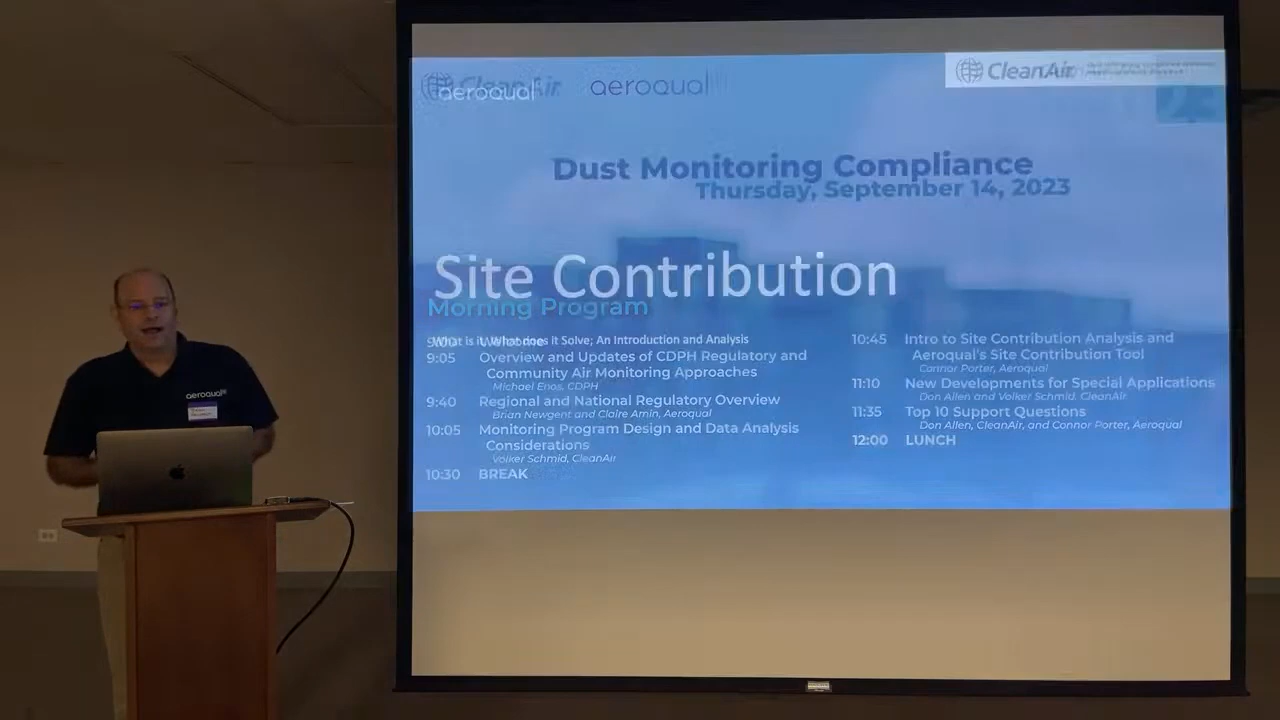 CleanAir
aeroqual
aeroqual
CleanAir
Dust Monitoring Compliance
Thursday, September 14, 2023
Site Contribution
Morning Program
What is it, What does it Solve; An Introduction and Analysis
9:00 Welcome
9:05 Overview and Updates of CDPH Regulatory and
Community Air Monitoring Approaches
Michael Enos, CDPH
9:40 Regional and National Regulatory Overview
Brian Newgent and Claire Amin, Aeroqual
10:05 Monitoring Program Design and Data Analysis
Considerations
Volker Schmid, CleanAir
10:30 BREAK
10:45 Intro to Site Contribution Analysis and
Aeroqual's Site Contribution Tool
Connor Porter, Aeroqual
11:10 New Developments for Special Applications
Don Allen and Volker Schmid, CleanAir
11:35 Top 10 Support Questions
Don Allen, CleanAir, and Connor Porter, Aeroqual
12:00 LUNCH
aeroqual